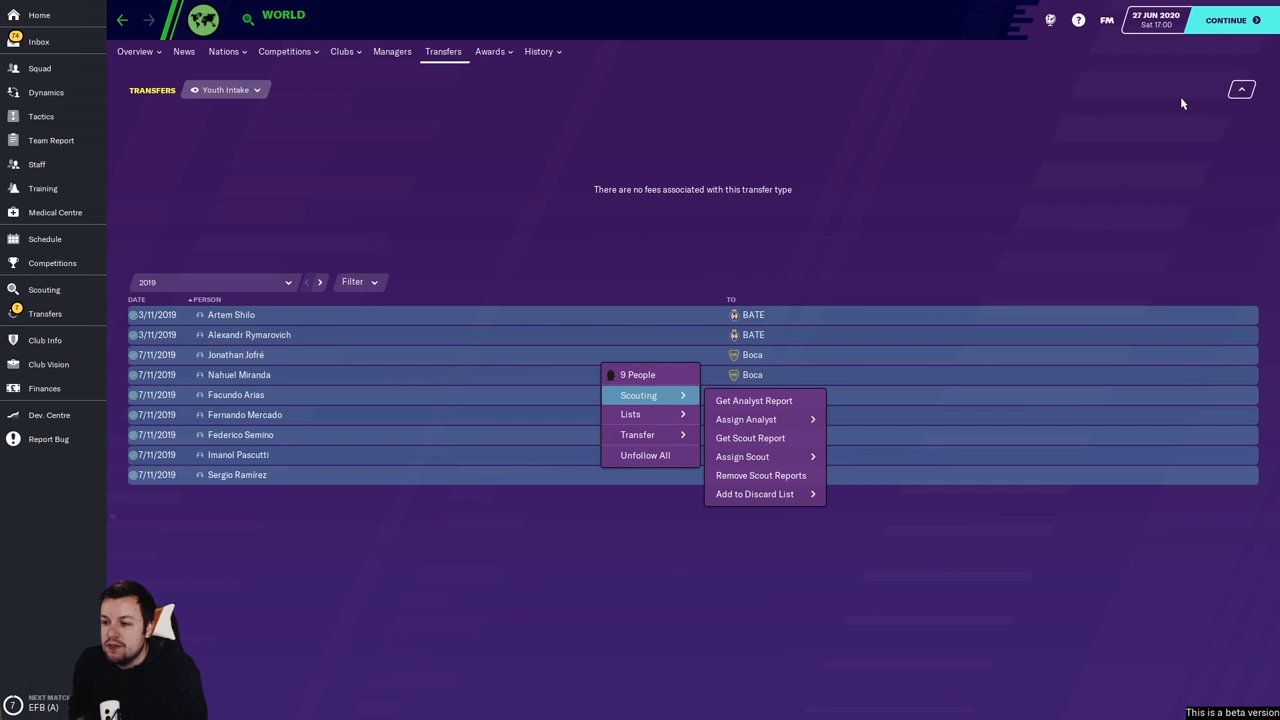 Home
WORLD
27 JUN 2020
Sat 17:00
FM
CONTINUE
74
Inbox
Overview
News
Nations
Competitions
Clubs
Managers
Transfers
Awards
History
Squad
Dynamics
TRANSFERS
Youth Intake
Tactics
Team Report
Staff
There are no fees associated with this transfer type
Training
Medical Centre
Schedule
Competitions
Scouting
2019
Filter
7
Transfers
DATE
PERSON
TO
3/11/2019 Artem Shilo BATE
3/11/2019 Alexandr Rymarovich BATE
7/11/2019 Jonathan Jofré Boca
7/11/2019 Nahuel Miranda Boca
7/11/2019 Facundo Arias
7/11/2019 Fernando Mercado
7/11/2019 Federico Semino
7/11/2019 Imanol Pascutti
7/11/2019 Sergio Ramírez
9 People
Scouting
Lists
Transfer
Unfollow All
Get Analyst Report
Assign Analyst
Get Scout Report
Assign Scout
Remove Scout Reports
Add to Discard List
Club Info
Club Vision
Finances
Dev. Centre
Report Bug
7
NEXT MATCH
EFB (A)
This is a beta version